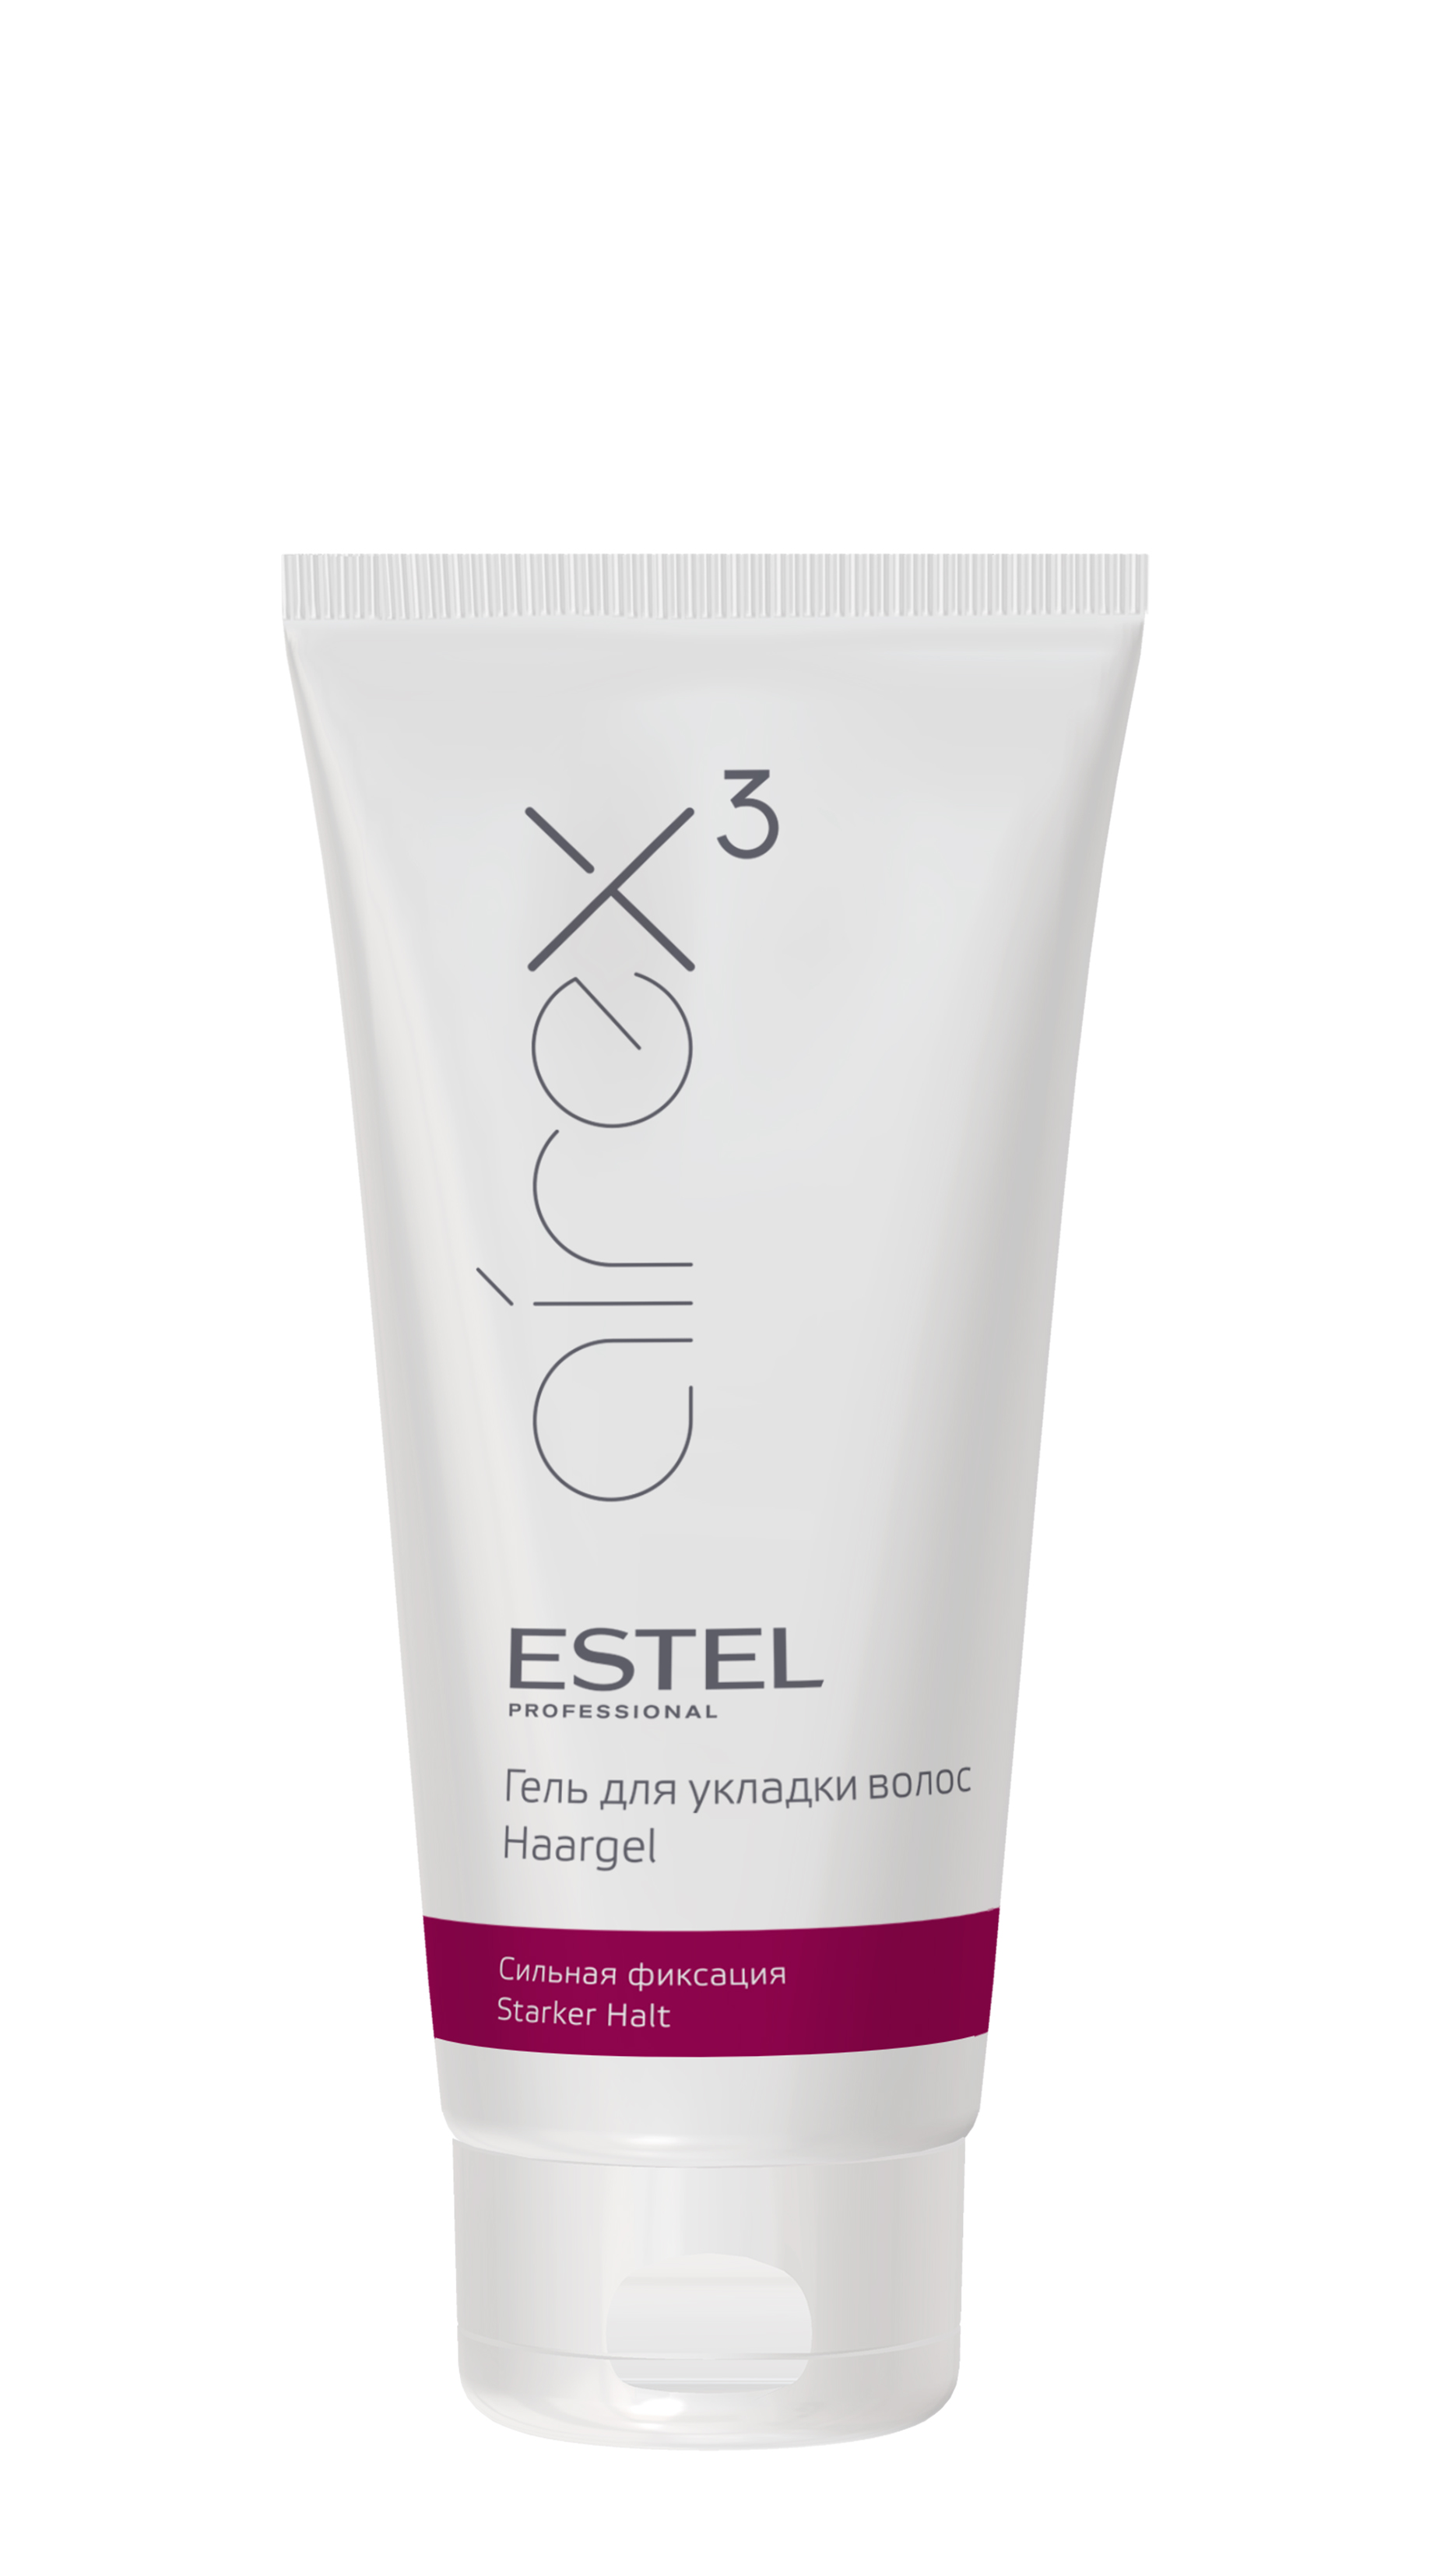 airex³
ESTEL
PROFESSIONAL
Гель для укладки волос
Haargel
Сильная фиксация
Starker Halt